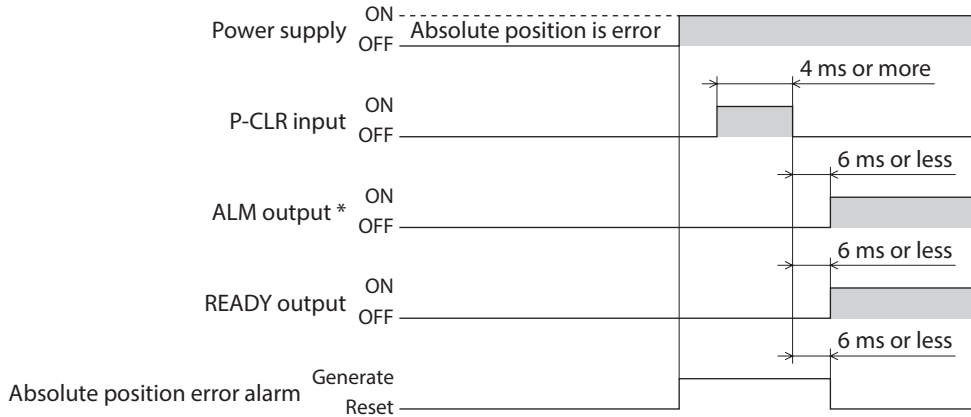 ON
Power supply
Absolute position is error
OFF
4 ms or more
ON
P-CLR input
OFF
6 ms or less
ON
ALM output *
OFF
6 ms or less
ON
READY output
OFF
6 ms or less
Generate
Absolute position error alarm
Reset